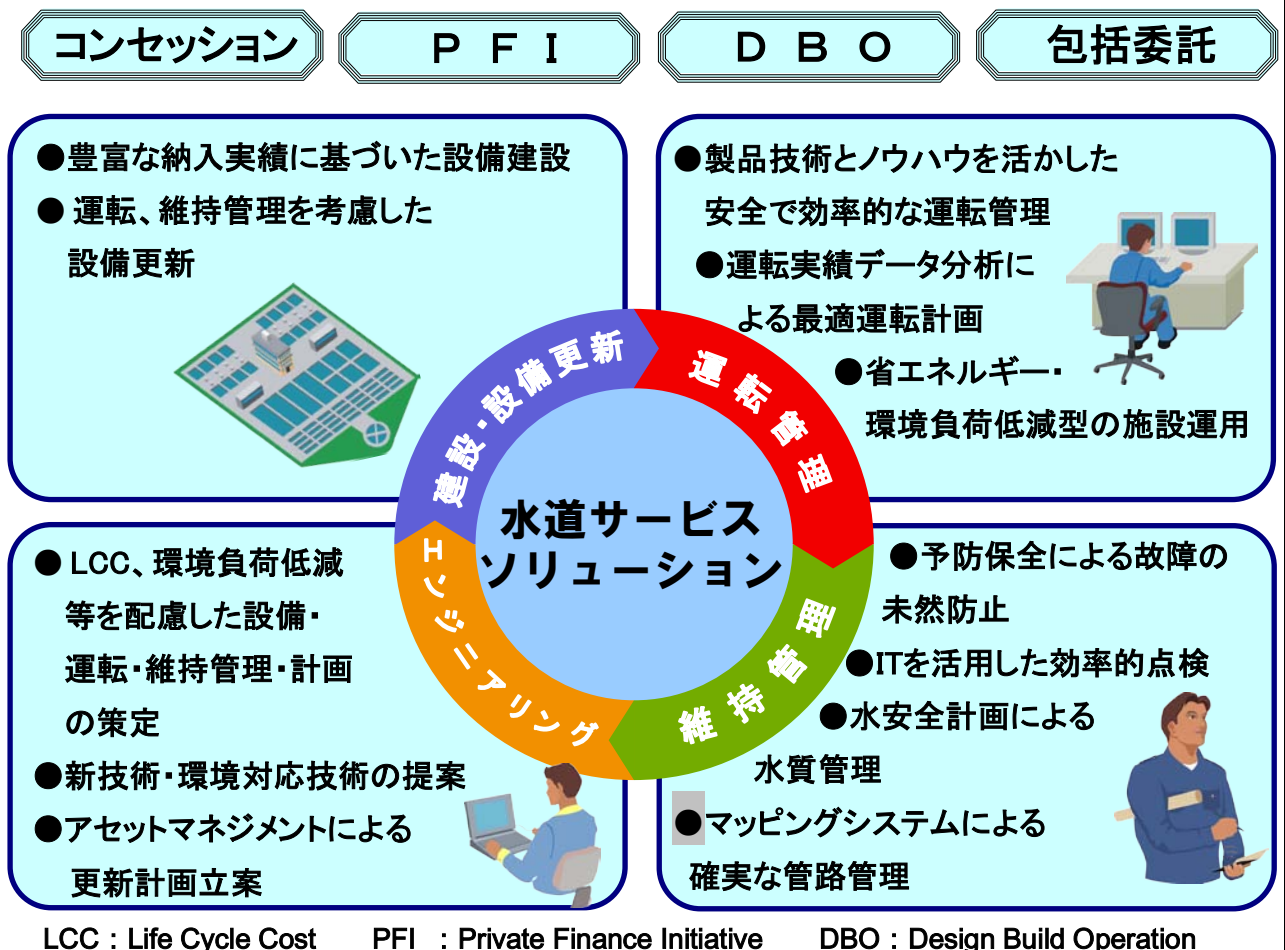 コンセッション
ＰＦＩ
ＤＢＯ
包括委託
●豊富な納入実績に基づいた設備建設
● 運転、維持管理を考慮した
設備更新
●製品技術とノウハウを活かした
安全で効率的な運転管理
●運転実績データ分析に
よる最適運転計画
●省エネルギー・
環境負荷低減型の施設運用
建設・設備更新
運転管理
水道サービス
ソリューション
エンジニアリング
維持管理
● LCC、環境負荷低減
等を配慮した設備・
運転・維持管理・計画
の策定
●新技術・環境対応技術の提案
●アセットマネジメントによる
更新計画立案
●予防保全による故障の
未然防止
●ITを活用した効率的点検
●水安全計画による
水質管理
●マッピングシステムによる
確実な管路管理
LCC：Life Cycle Cost PFI ：Private Finance Initiative DBO：Design Build Operation